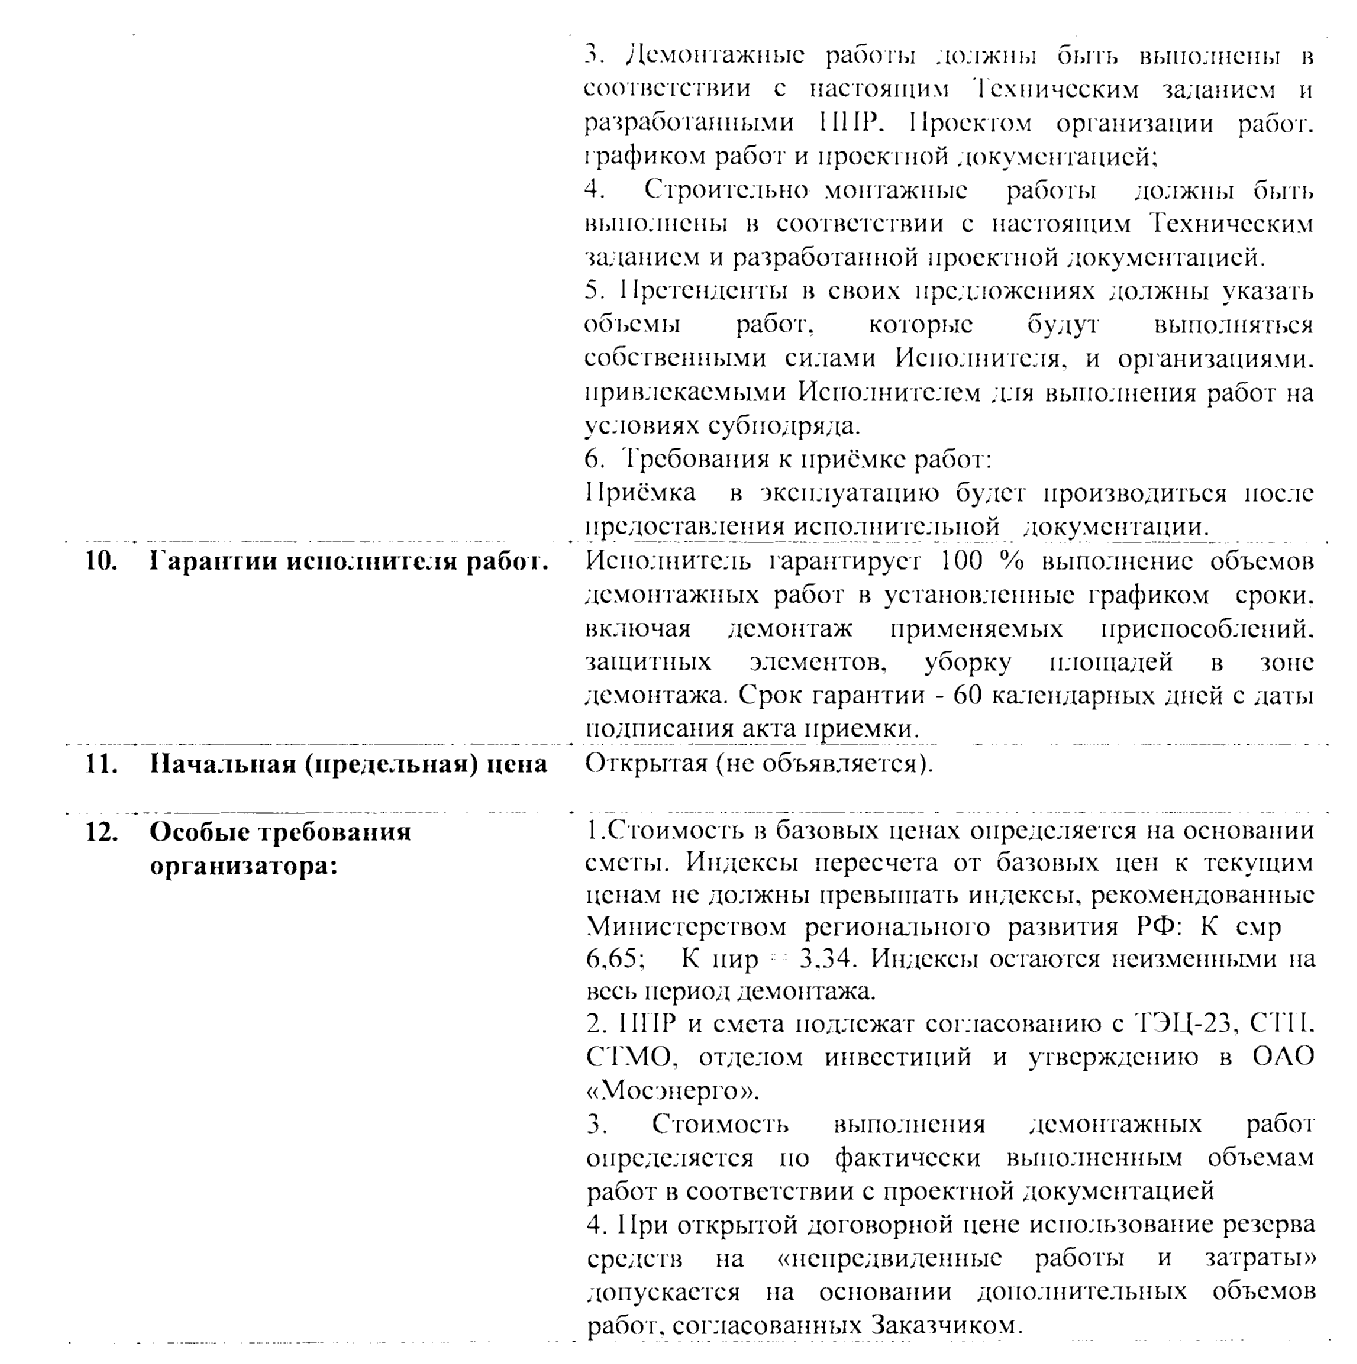 3. Демонтажные работы должны быть выполнены в
соответствии с настоящим Техническим заданием и
разработанными ППР, Проектом организации работ,
графиком работ и проектной документацией;
4. Строительно монтажные работы должны быть
выполнены в соответствии с настоящим Техническим
заданием и разработанной проектной документацией.
5. Претенденты в своих предложениях должны указать
объемы работ, которые будут выполняться
собственными силами Исполнителя, и организациями,
привлекаемыми Исполнителем для выполнения работ на
условиях субподряда.
6. Требования к приёмке работ:
Приёмка в эксплуатацию будет производиться после
предоставления исполнительной документации.
10. Гарантии исполнителя работ. Исполнитель гарантирует 100 % выполнение объемов
демонтажных работ в установленные графиком сроки,
включая демонтаж применяемых приспособлений,
защитных элементов, уборку площадей в зоне
демонтажа. Срок гарантии - 60 календарных дней с даты
подписания акта приемки.
11. Начальная (предельная) цена Открытая (не объявляется).
12. Особые требования
организатора:
1.Стоимость в базовых ценах определяется на основании
сметы. Индексы пересчета от базовых цен к текущим
ценам не должны превышать индексы, рекомендованные
Министерством регионального развития РФ: К смр
6,65; К пир = 3,34. Индексы остаются неизменными на
весь период демонтажа.
2. ППР и смета подлежат согласованию с ТЭЦ-23, СТП,
СТМО, отделом инвестиций и утверждению в ОАО
«Мосэнерго».
3. Стоимость выполнения демонтажных работ
определяется по фактически выполненным объемам
работ в соответствии с проектной документацией
4. При открытой договорной цене использование резерва
средств на «непредвиденные работы и затраты»
допускается на основании дополнительных объемов
работ, согласованных Заказчиком.